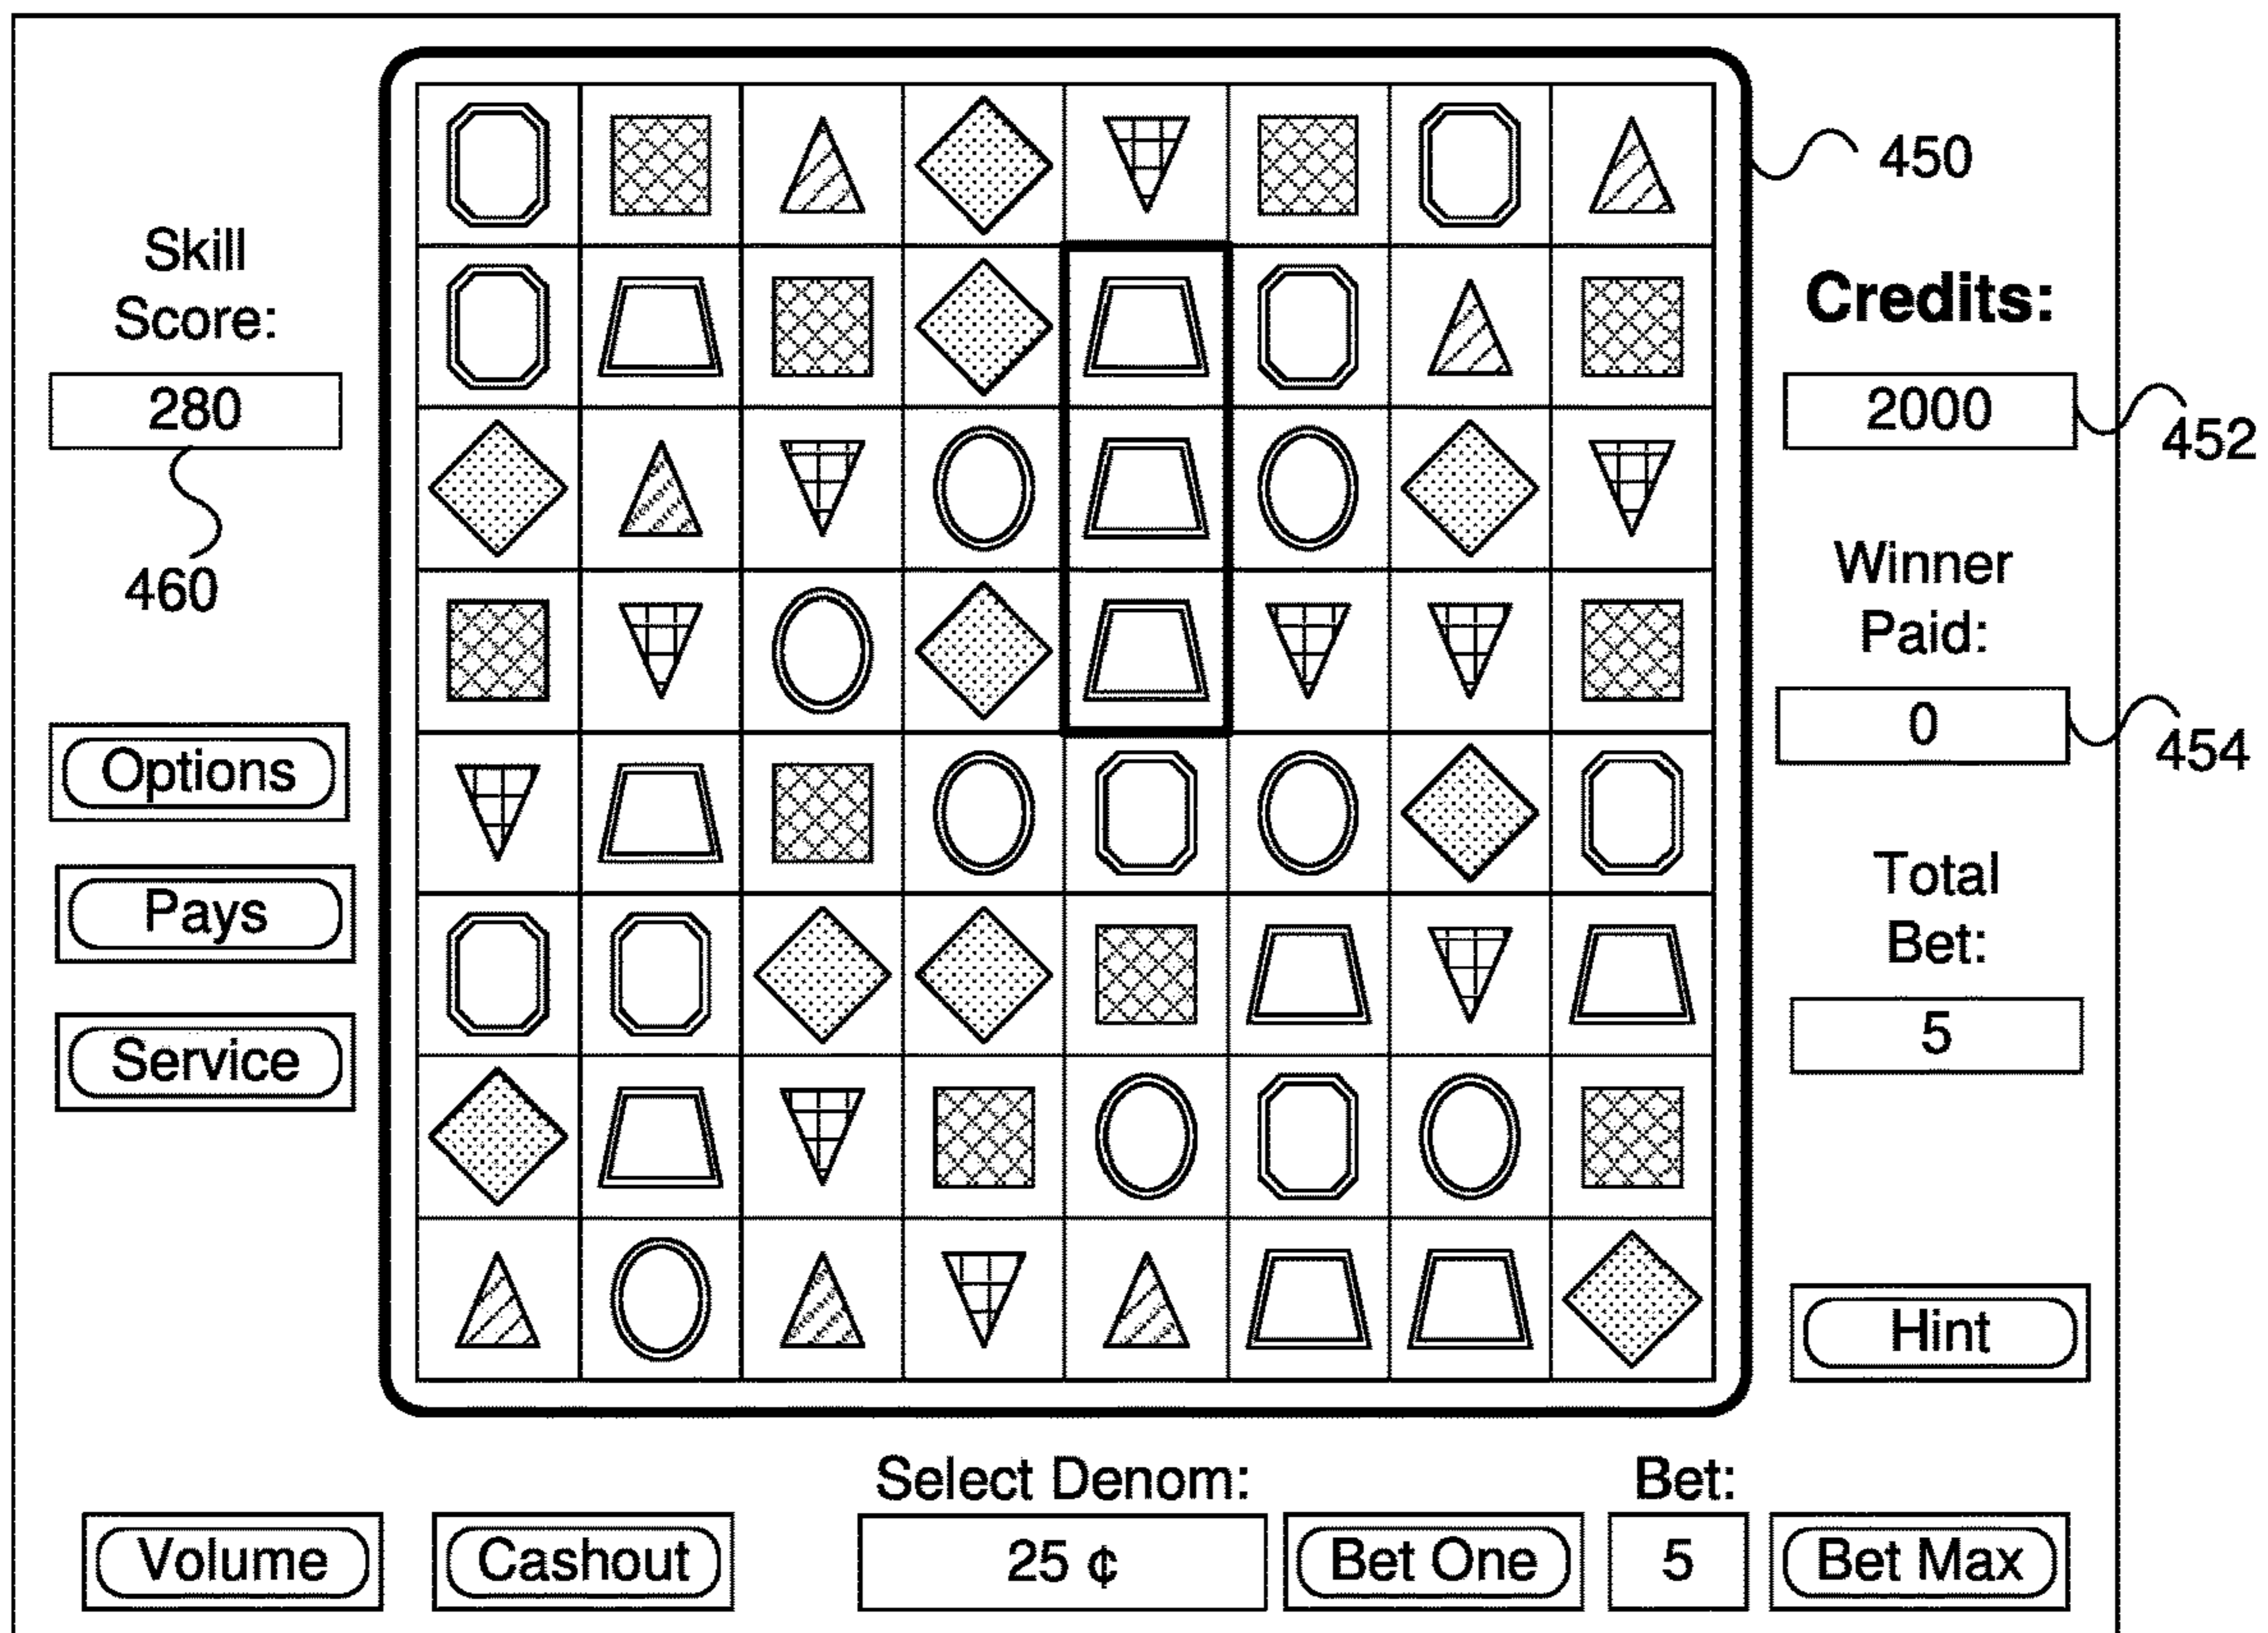 Skill
Score:
280
460
Options
Pays
Service
450
Credits:
2000
452
Winner
Paid:
0
454
Total
Bet:
5
Hint
Select Denom:
Bet:
Volume
Cashout
25 ¢
Bet One
5
Bet Max